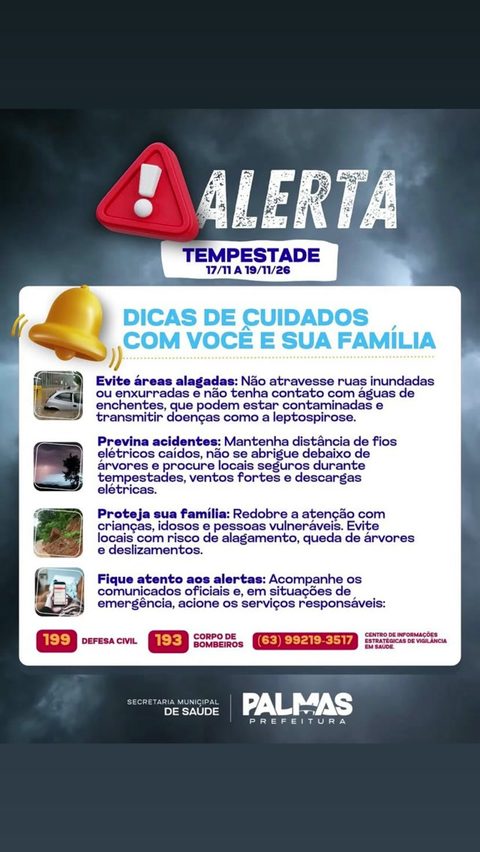 ALERTA
TEMPESTADE
17/11 A 19/11/26
DICAS DE CUIDADOS
COM VOCÊ E SUA FAMÍLIA
Evite áreas alagadas: Não atravesse ruas inundadas
ou enxurradas e não tenha contato com águas de
enchentes, que podem estar contaminadas e
transmitir doenças como a leptospirose.
Previna acidentes: Mantenha distância de fios
elétricos caídos, não se abrigue debaixo de
árvores e procure locais seguros durante
tempestades, ventos fortes e descargas
elétricas.
Proteja sua família: Redobre a atenção com
crianças, idosos e pessoas vulneráveis. Evite
locais com risco de alagamento, queda de árvores
e deslizamentos.
Fique atento aos alertas: Acompanhe os
comunicados oficiais e, em situações de
emergência, acione os serviços responsáveis:
199 DEFESA CIVIL
193 CORPO DE
BOMBEIROS
(63) 99219-3517
CENTRO DE INFORMAÇÕES
ESTRATÉGICAS DE VIGILÂNCIA
EM SAÚDE.
SECRETARIA MUNICIPAL
DE SAÚDE
PALMAS
PREFEITURA